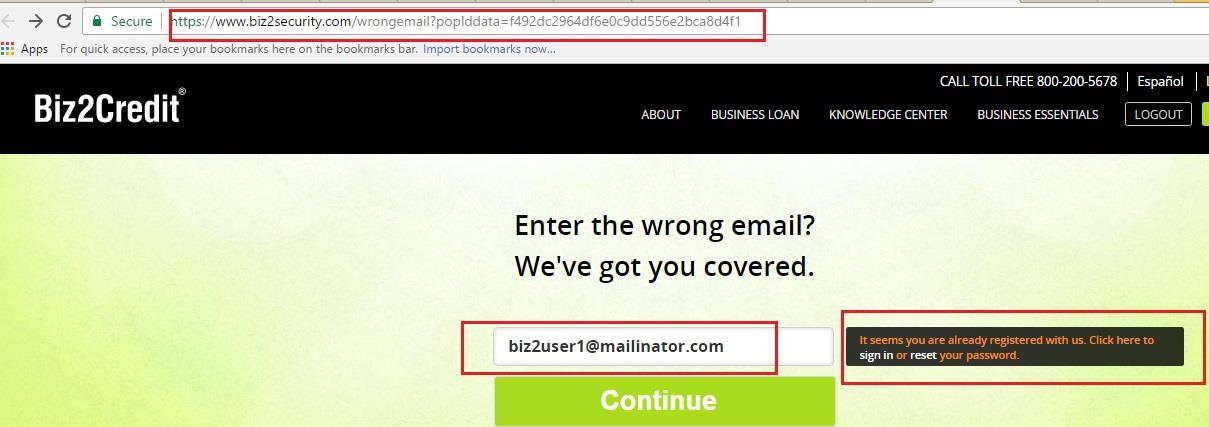 Secure https://www.biz2security.com/wrongemail?popIddata=f492dc2964df6e0c9dd556e2bca8d4f1
Apps For quick access, place your bookmarks here on the bookmarks bar. Import bookmarks now...
CALL TOLL FREE 800-200-5678 Español
Biz2Credit®
ABOUT BUSINESS LOAN KNOWLEDGE CENTER BUSINESS ESSENTIALS LOGOUT
Enter the wrong email?
We've got you covered.
biz2user1@mailinator.com
It seems you are already registered with us. Click here to
sign in or reset your password.
Continue